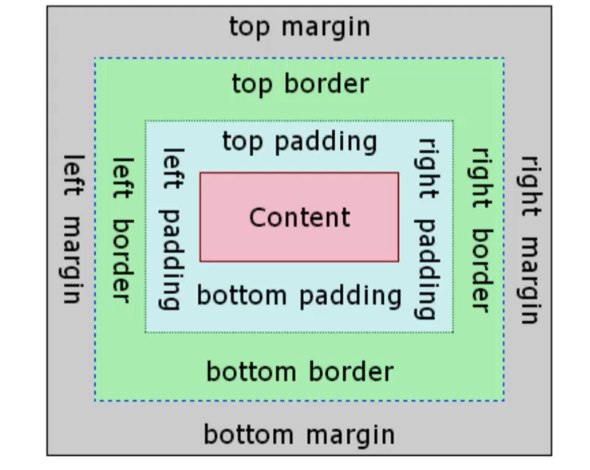 top margin
top border
top padding
left margin
left border
left padding
Content
right padding
right border
right margin
bottom padding
bottom border
bottom margin